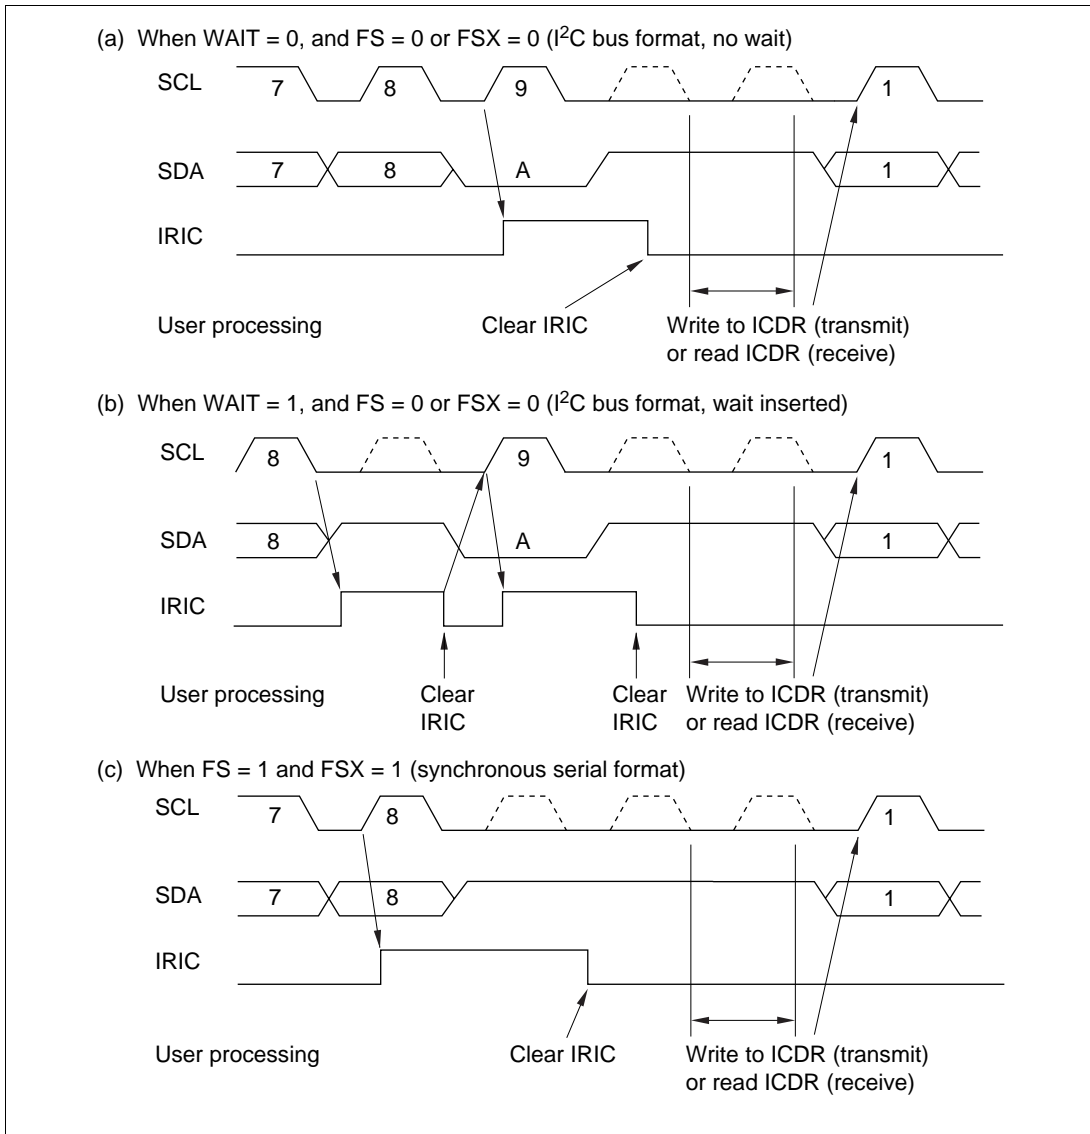 (a) When WAIT = 0, and FS = 0 or FSX = 0 (I²C bus format, no wait)
SCL
7
8
9
1
SDA
7
8
A
1
IRIC
User processing
Clear IRIC
Write to ICDR (transmit)
or read ICDR (receive)
(b) When WAIT = 1, and FS = 0 or FSX = 0 (I²C bus format, wait inserted)
SCL
8
9
1
SDA
8
A
1
IRIC
User processing
Clear
IRIC
Clear
IRIC
Write to ICDR (transmit)
or read ICDR (receive)
(c) When FS = 1 and FSX = 1 (synchronous serial format)
SCL
7
8
1
SDA
7
8
1
IRIC
User processing
Clear IRIC
Write to ICDR (transmit)
or read ICDR (receive)